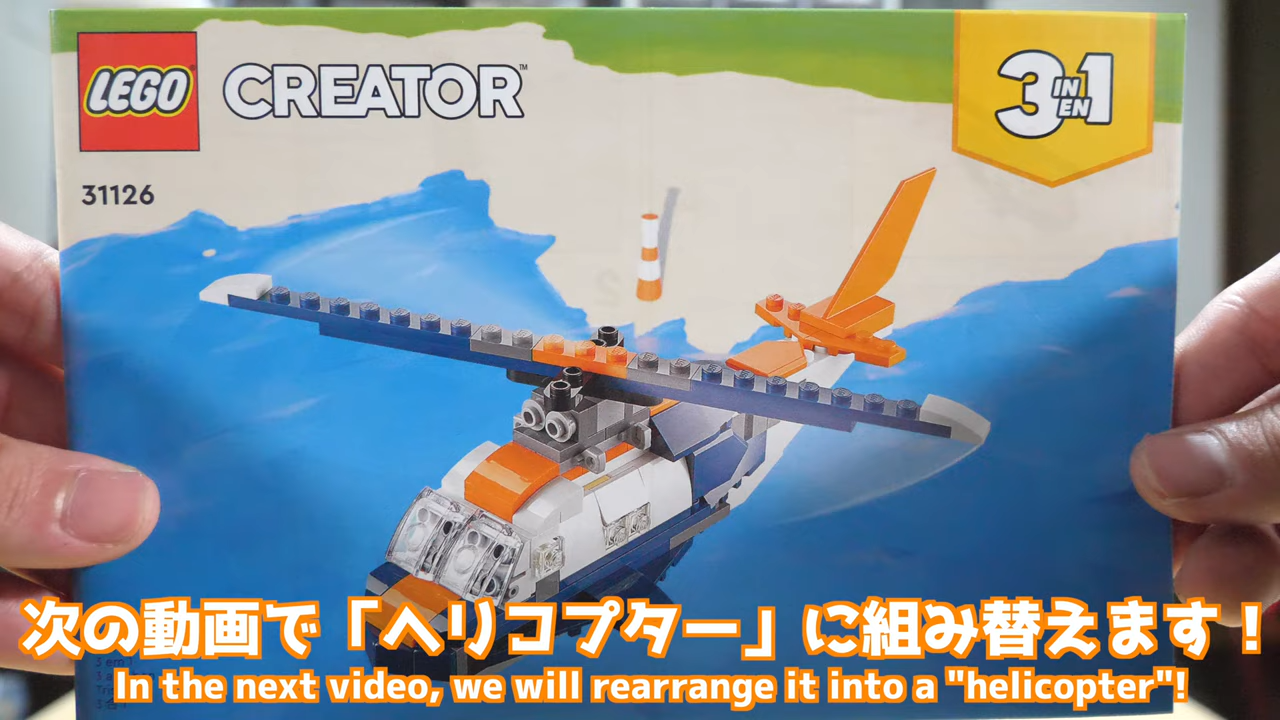 LEGO
CREATOR™
3 IN EN 1
31126
次の動画で「ヘリコプター」に組み替えます！
In the next video, we will rearrange it into a "helicopter"!